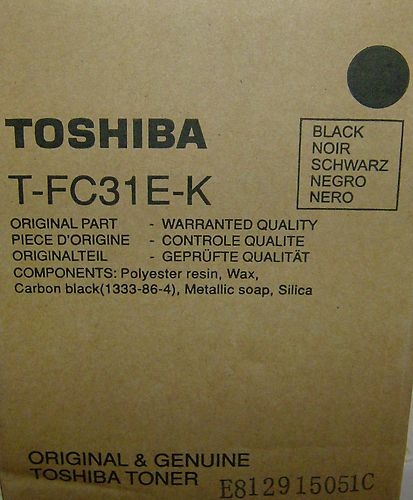 TOSHIBA
BLACK
NOIR
SCHWARZ
NEGRO
NERO
T-FC31E-K
ORIGINAL PART - WARRANTED QUALITY
PIECE D'ORIGINE - CONTROLE QUALITE
ORIGINALTEIL - GEPRÜFTE QUALITÄT
COMPONENTS: Polyester resin, Wax,
Carbon black(1333-86-4), Metallic soap, Silica
ORIGINAL & GENUINE
TOSHIBA TONER
E812915051C